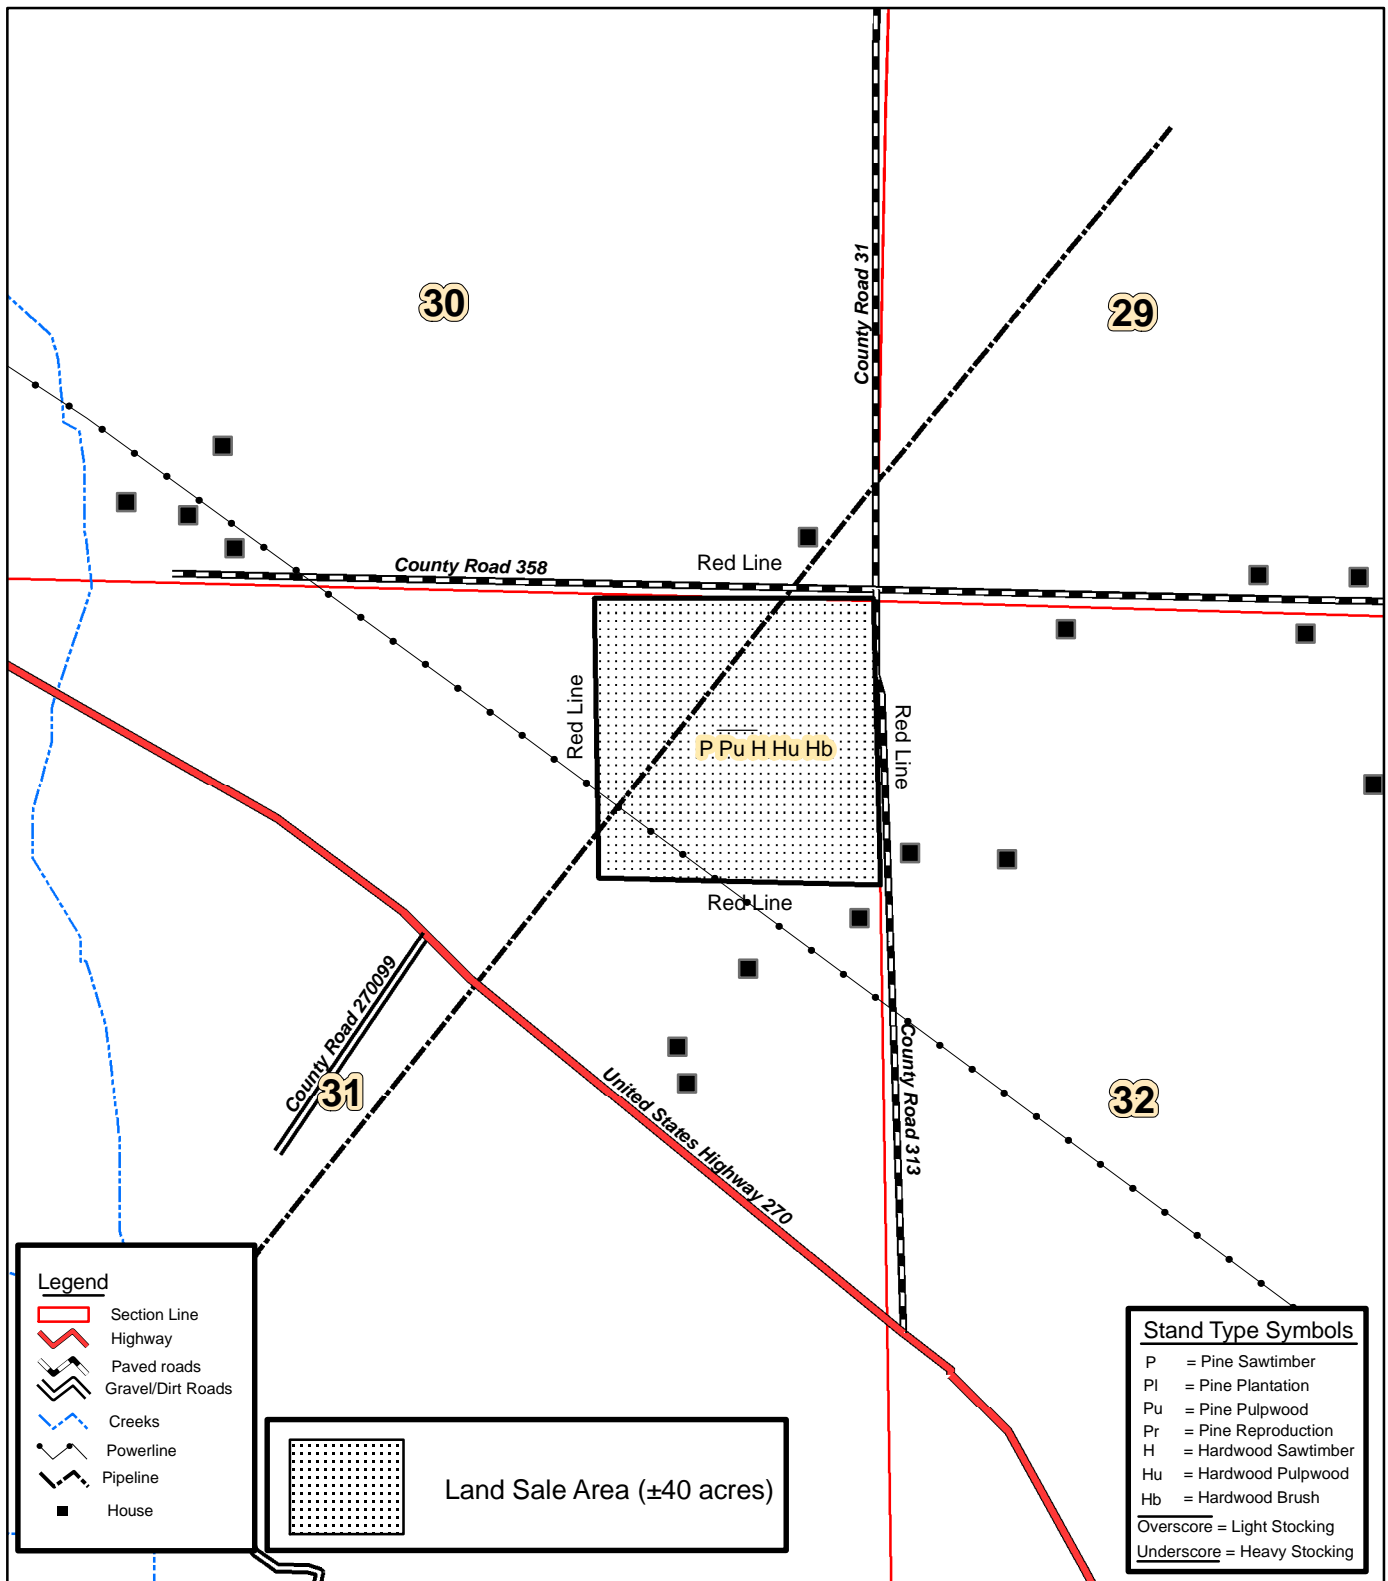 County Road 31
30
29
County Road 358
Red Line
Red Line
Red Line
P Pu H Hu Hb
Red Line
County Road 270099
31
United States Highway 270
County Road 313
32
Legend
Section Line
Highway
Paved roads
Gravel/Dirt Roads
Creeks
Powerline
Pipeline
House
Land Sale Area (±40 acres)
Stand Type Symbols
P = Pine Sawtimber
Pl = Pine Plantation
Pu = Pine Pulpwood
Pr = Pine Reproduction
H = Hardwood Sawtimber
Hu = Hardwood Pulpwood
Hb = Hardwood Brush
Overscore = Light Stocking
Underscore = Heavy Stocking